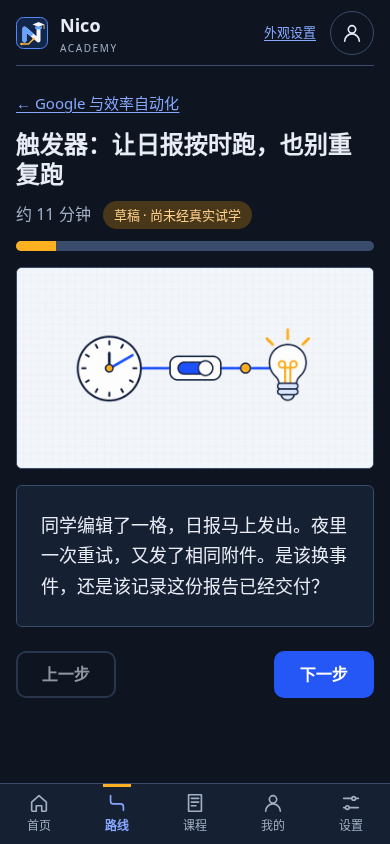 Nico
ACADEMY
外观设置
← Google 与效率自动化
触发器：让日报按时跑，也别重
复跑
约 11 分钟
草稿 · 尚未经真实试学
同学编辑了一格，日报马上发出。夜里
一次重试，又发了相同附件。是该换事
件，还是该记录这份报告已经交付？
上一步
下一步
首页
路线
课程
我的
设置